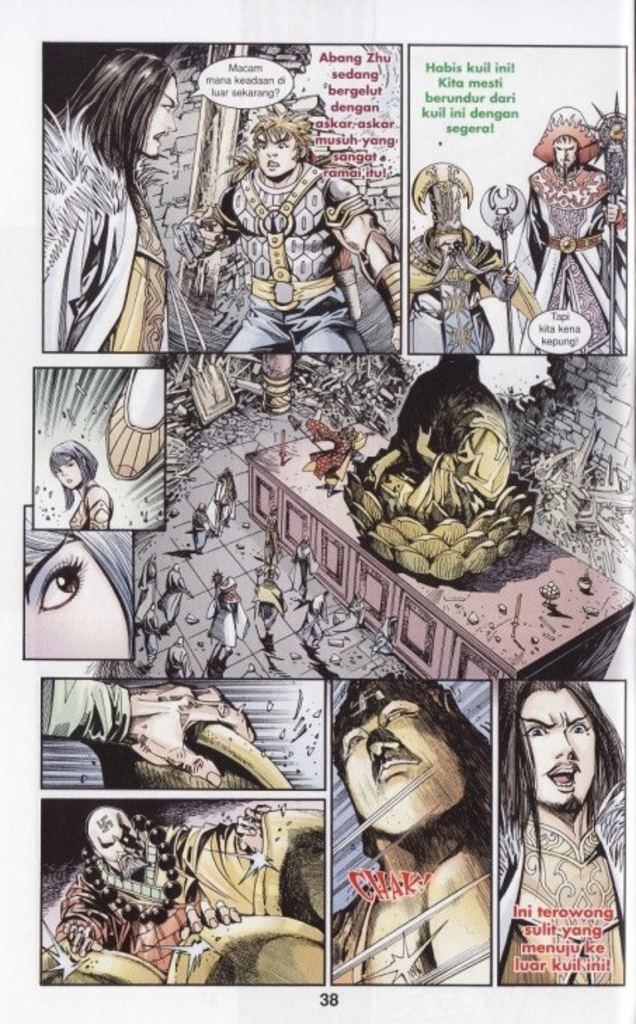 Macam
mana keadaan di
luar sekarang?
Abang Zhu
sedang
bergelut
dengan
askar-askar
musuh yang
sangat
ramai itu!
Habis kuil ini!
Kita mesti
berundur dari
kuil ini dengan
segera!
Tapi
kita kena
kepung!
CHAK
Ini terowong
sulit yang
menuju ke
luar kuil ini!
38